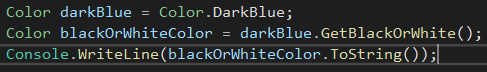 Color darkBlue = Color.DarkBlue;
Color blackOrWhiteColor = darkBlue.GetBlackOrWhite();
Console.WriteLine(blackOrWhiteColor.ToString());